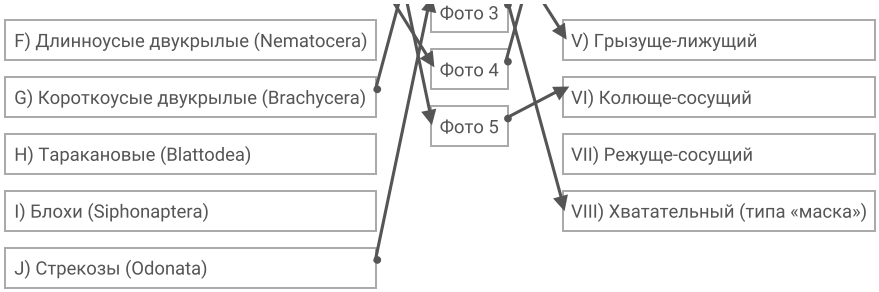 Фото 3
F) Длинноусые двукрылые (Nematocera)
V) Грызуще-лижущий
Фото 4
G) Короткоусые двукрылые (Brachycera)
VI) Колюще-сосущий
Фото 5
H) Таракановые (Blattodea)
VII) Режуще-сосущий
I) Блохи (Siphonaptera)
VIII) Хватательный (типа «маска»)
J) Стрекозы (Odonata)